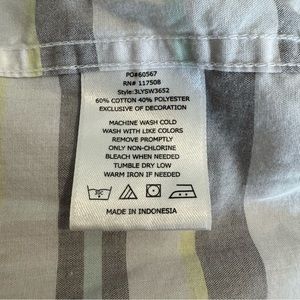 PO#60567
RN# 117508
Style:3LYSW3652
60% COTTON 40% POLYESTER
EXCLUSIVE OF DECORATION
MACHINE WASH COLD
WASH WITH LIKE COLORS
REMOVE PROMPTLY
ONLY NON-CHLORINE
BLEACH WHEN NEEDED
TUMBLE DRY LOW
WARM IRON IF NEEDED
MADE IN INDONESIA